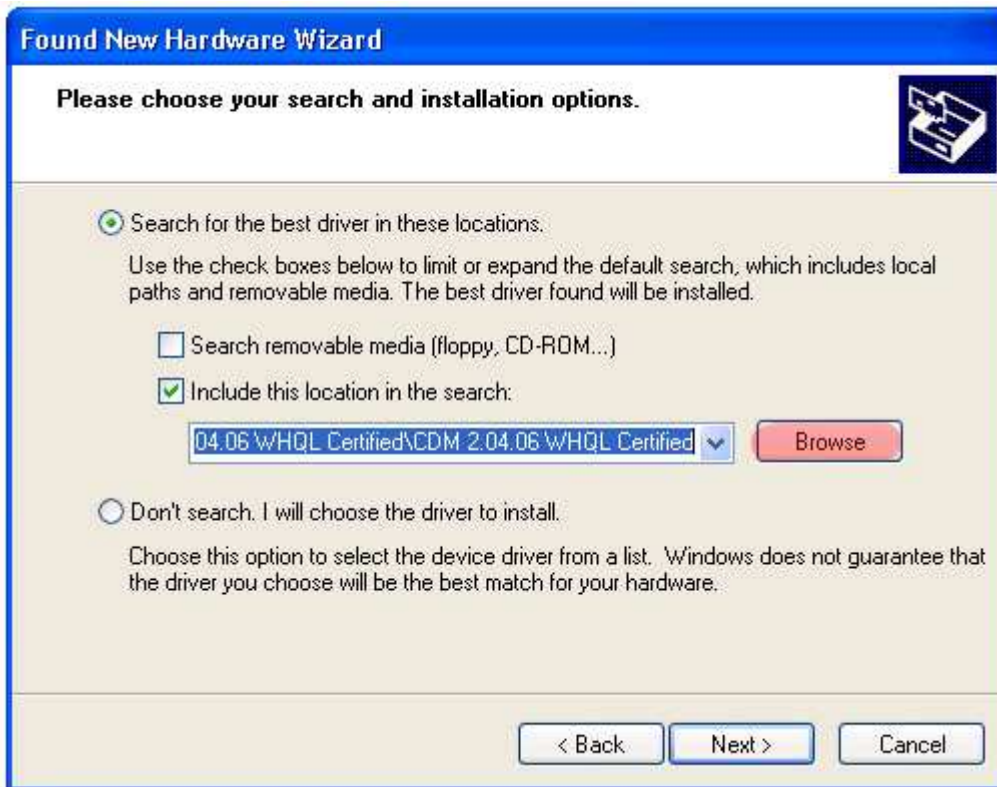 Found New Hardware Wizard
Please choose your search and installation options.
Search for the best driver in these locations.
Use the check boxes below to limit or expand the default search, which includes local
paths and removable media. The best driver found will be installed.
Search removable media (floppy, CD-ROM...)
Include this location in the search:
04.06 WHQL Certified\CDM 2.04.06 WHQL Certified
Browse
Don't search. I will choose the driver to install.
Choose this option to select the device driver from a list. Windows does not guarantee that
the driver you choose will be the best match for your hardware.
< Back
Next >
Cancel